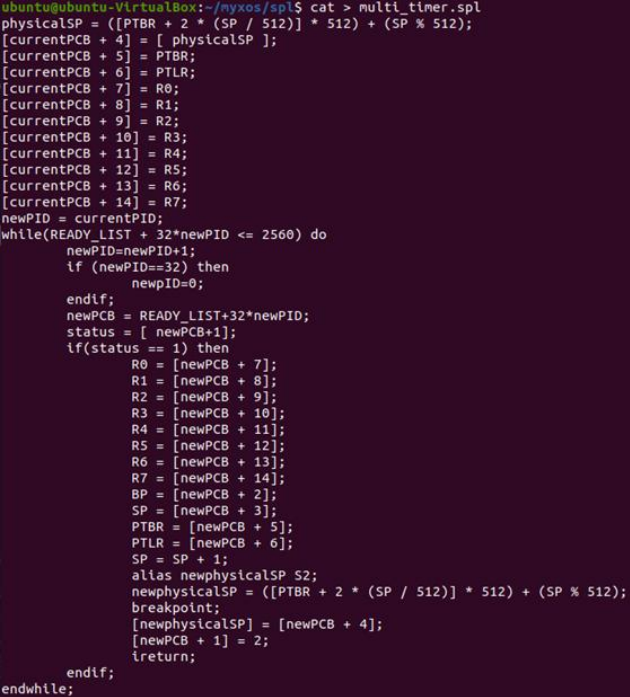 ubuntu@ubuntu-VirtualBox:~/myxos/spl$ cat > multi_timer.spl
physicalSP = ([PTBR + 2 * (SP / 512)] * 512) + (SP % 512);
[currentPCB + 4] = [ physicalSP ];
[currentPCB + 5] = PTBR;
[currentPCB + 6] = PTLR;
[currentPCB + 7] = R0;
[currentPCB + 8] = R1;
[currentPCB + 9] = R2;
[currentPCB + 10] = R3;
[currentPCB + 11] = R4;
[currentPCB + 12] = R5;
[currentPCB + 13] = R6;
[currentPCB + 14] = R7;
newPID = currentPID;
while(READY_LIST + 32*newPID <= 2560) do
        newPID=newPID+1;
        if (newPID==32) then
                newpID=0;
        endif;
        newPCB = READY_LIST+32*newPID;
        status = [ newPCB+1];
        if(status == 1) then
                R0 = [newPCB + 7];
                R1 = [newPCB + 8];
                R2 = [newPCB + 9];
                R3 = [newPCB + 10];
                R4 = [newPCB + 11];
                R5 = [newPCB + 12];
                R6 = [newPCB + 13];
                R7 = [newPCB + 14];
                BP = [newPCB + 2];
                SP = [newPCB + 3];
                PTBR = [newPCB + 5];
                PTLR = [newPCB + 6];
                SP = SP + 1;
                alias newphysicalSP S2;
                newphysicalSP = ([PTBR + 2 * (SP / 512)] * 512) + (SP % 512);
                breakpoint;
                [newphysicalSP] = [newPCB + 4];
                [newPCB + 1] = 2;
                ireturn;
        endif;
endwhile;